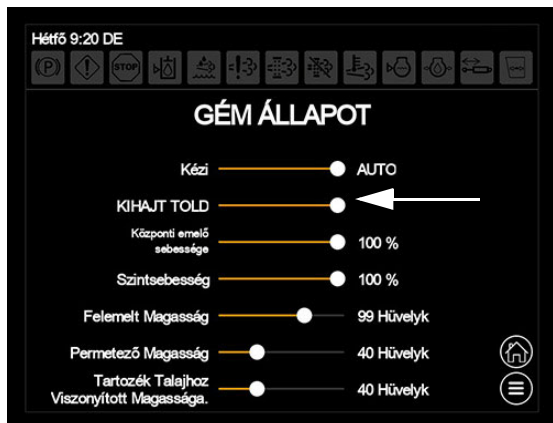 Hétfő 9:20 DE
STOP
GÉM ÁLLAPOT
Kézi AUTO
KIHAJT TOLD
Központi emelő
sebessége 100 %
Szintsebesség 100 %
Felemelt Magasság 99 Hüvelyk
Permetező Magasság 40 Hüvelyk
Tartozék Talajhoz
Viszonyított Magassága. 40 Hüvelyk